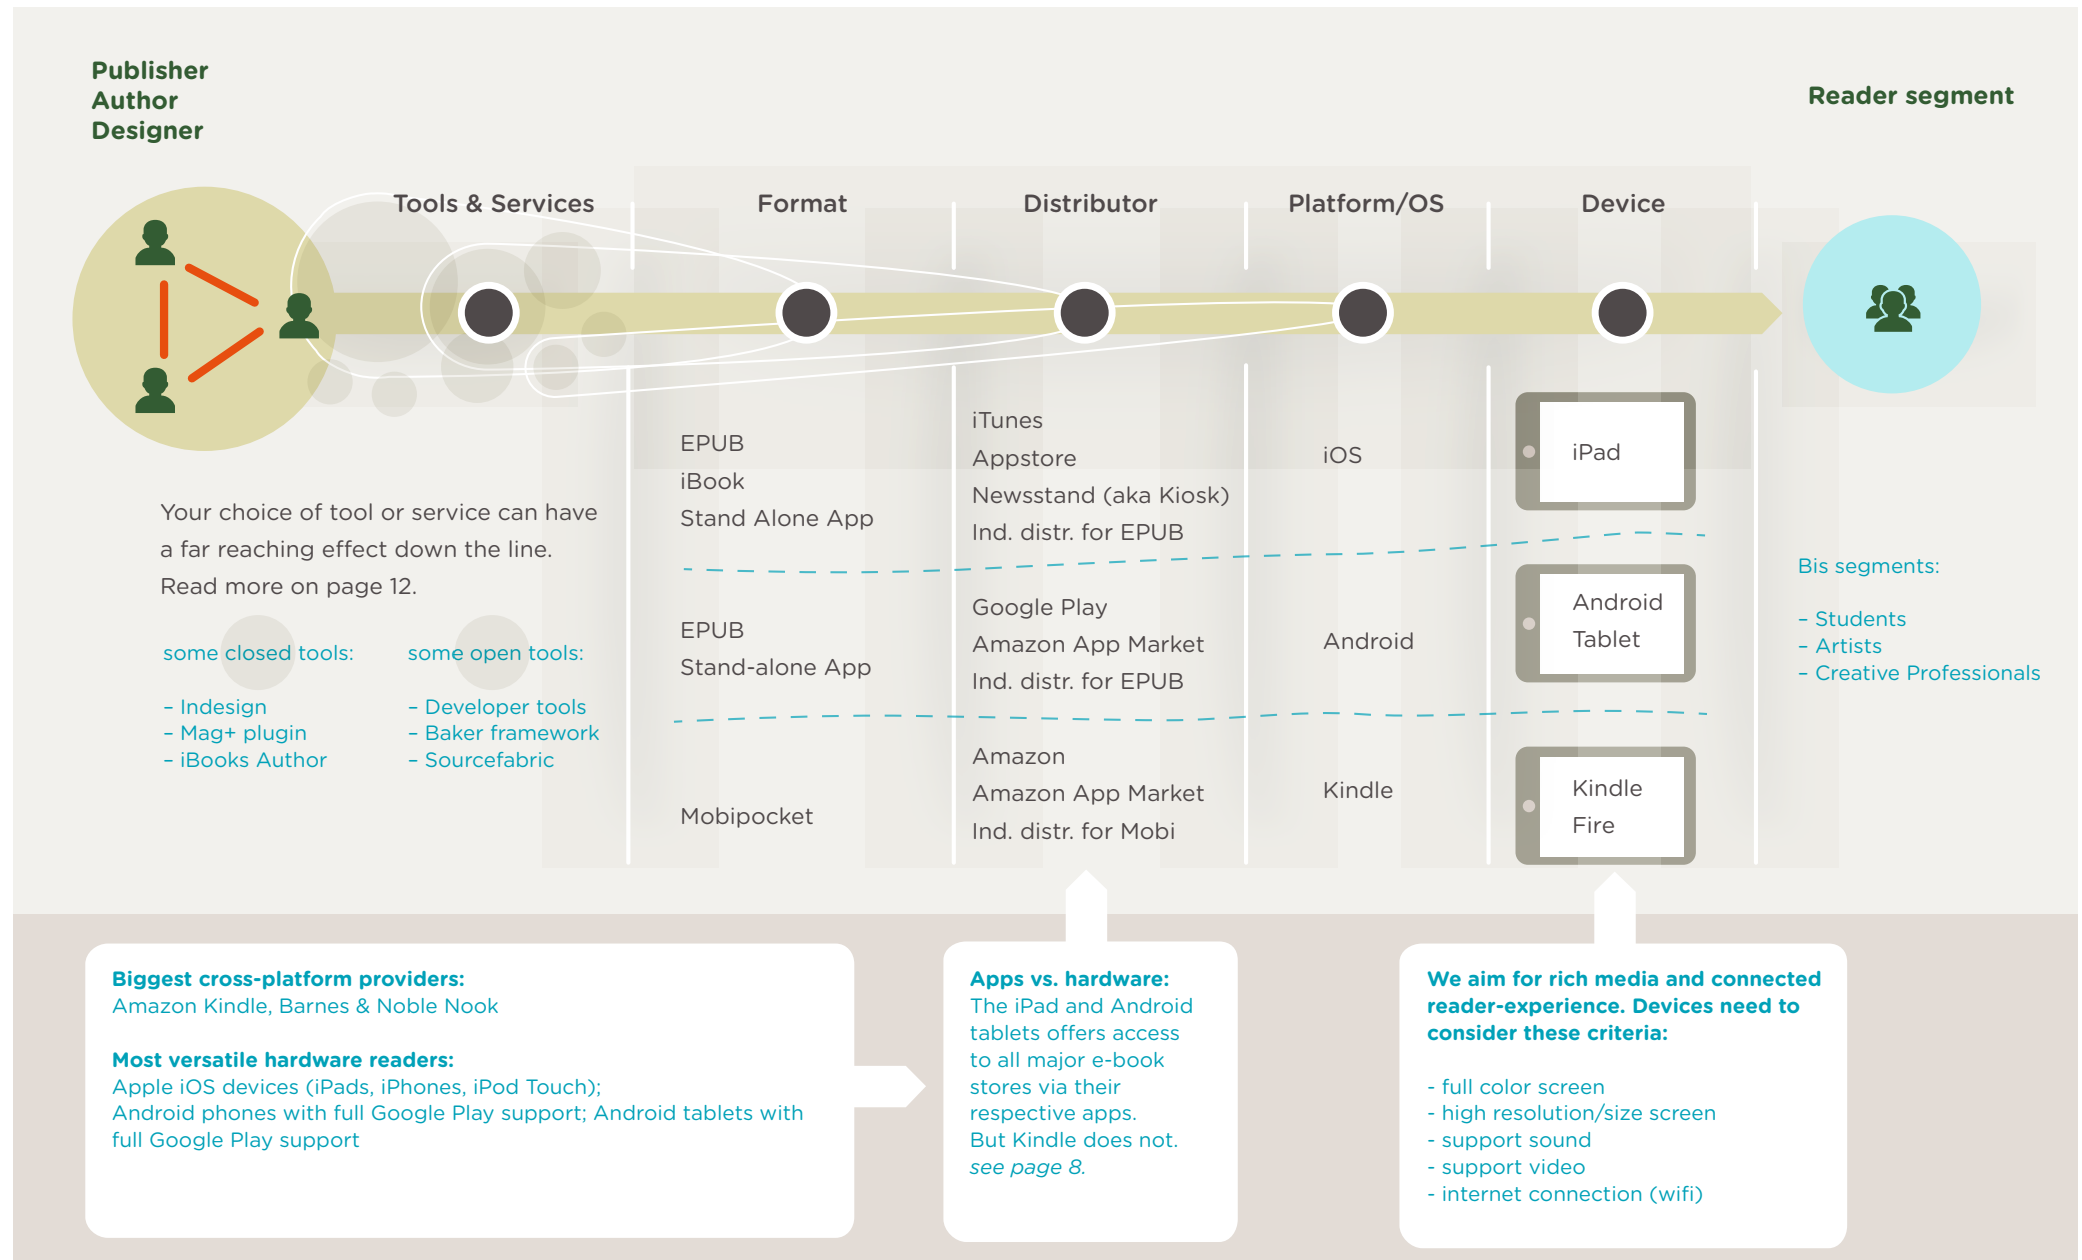 Publisher
Author
Designer
Reader segment
Tools & Services
Format
Distributor
Platform/OS
Device
Your choice of tool or service can have
a far reaching effect down the line.
Read more on page 12.
some closed tools:
– Indesign
– Mag+ plugin
– iBooks Author
some open tools:
– Developer tools
– Baker framework
– Sourcefabric
EPUB
iBook
Stand Alone App
iTunes
Appstore
Newsstand (aka Kiosk)
Ind. distr. for EPUB
iOS
iPad
EPUB
Stand-alone App
Google Play
Amazon App Market
Ind. distr. for EPUB
Android
Android
Tablet
Mobipocket
Amazon
Amazon App Market
Ind. distr. for Mobi
Kindle
Kindle
Fire
Bis segments:
– Students
– Artists
– Creative Professionals
Biggest cross-platform providers:
Amazon Kindle, Barnes & Noble Nook
Most versatile hardware readers:
Apple iOS devices (iPads, iPhones, iPod Touch);
Android phones with full Google Play support; Android tablets with
full Google Play support
Apps vs. hardware:
The iPad and Android
tablets offers access
to all major e-book
stores via their
respective apps.
But Kindle does not.
see page 8.
We aim for rich media and connected
reader-experience. Devices need to
consider these criteria:
- full color screen
- high resolution/size screen
- support sound
- support video
- internet connection (wifi)